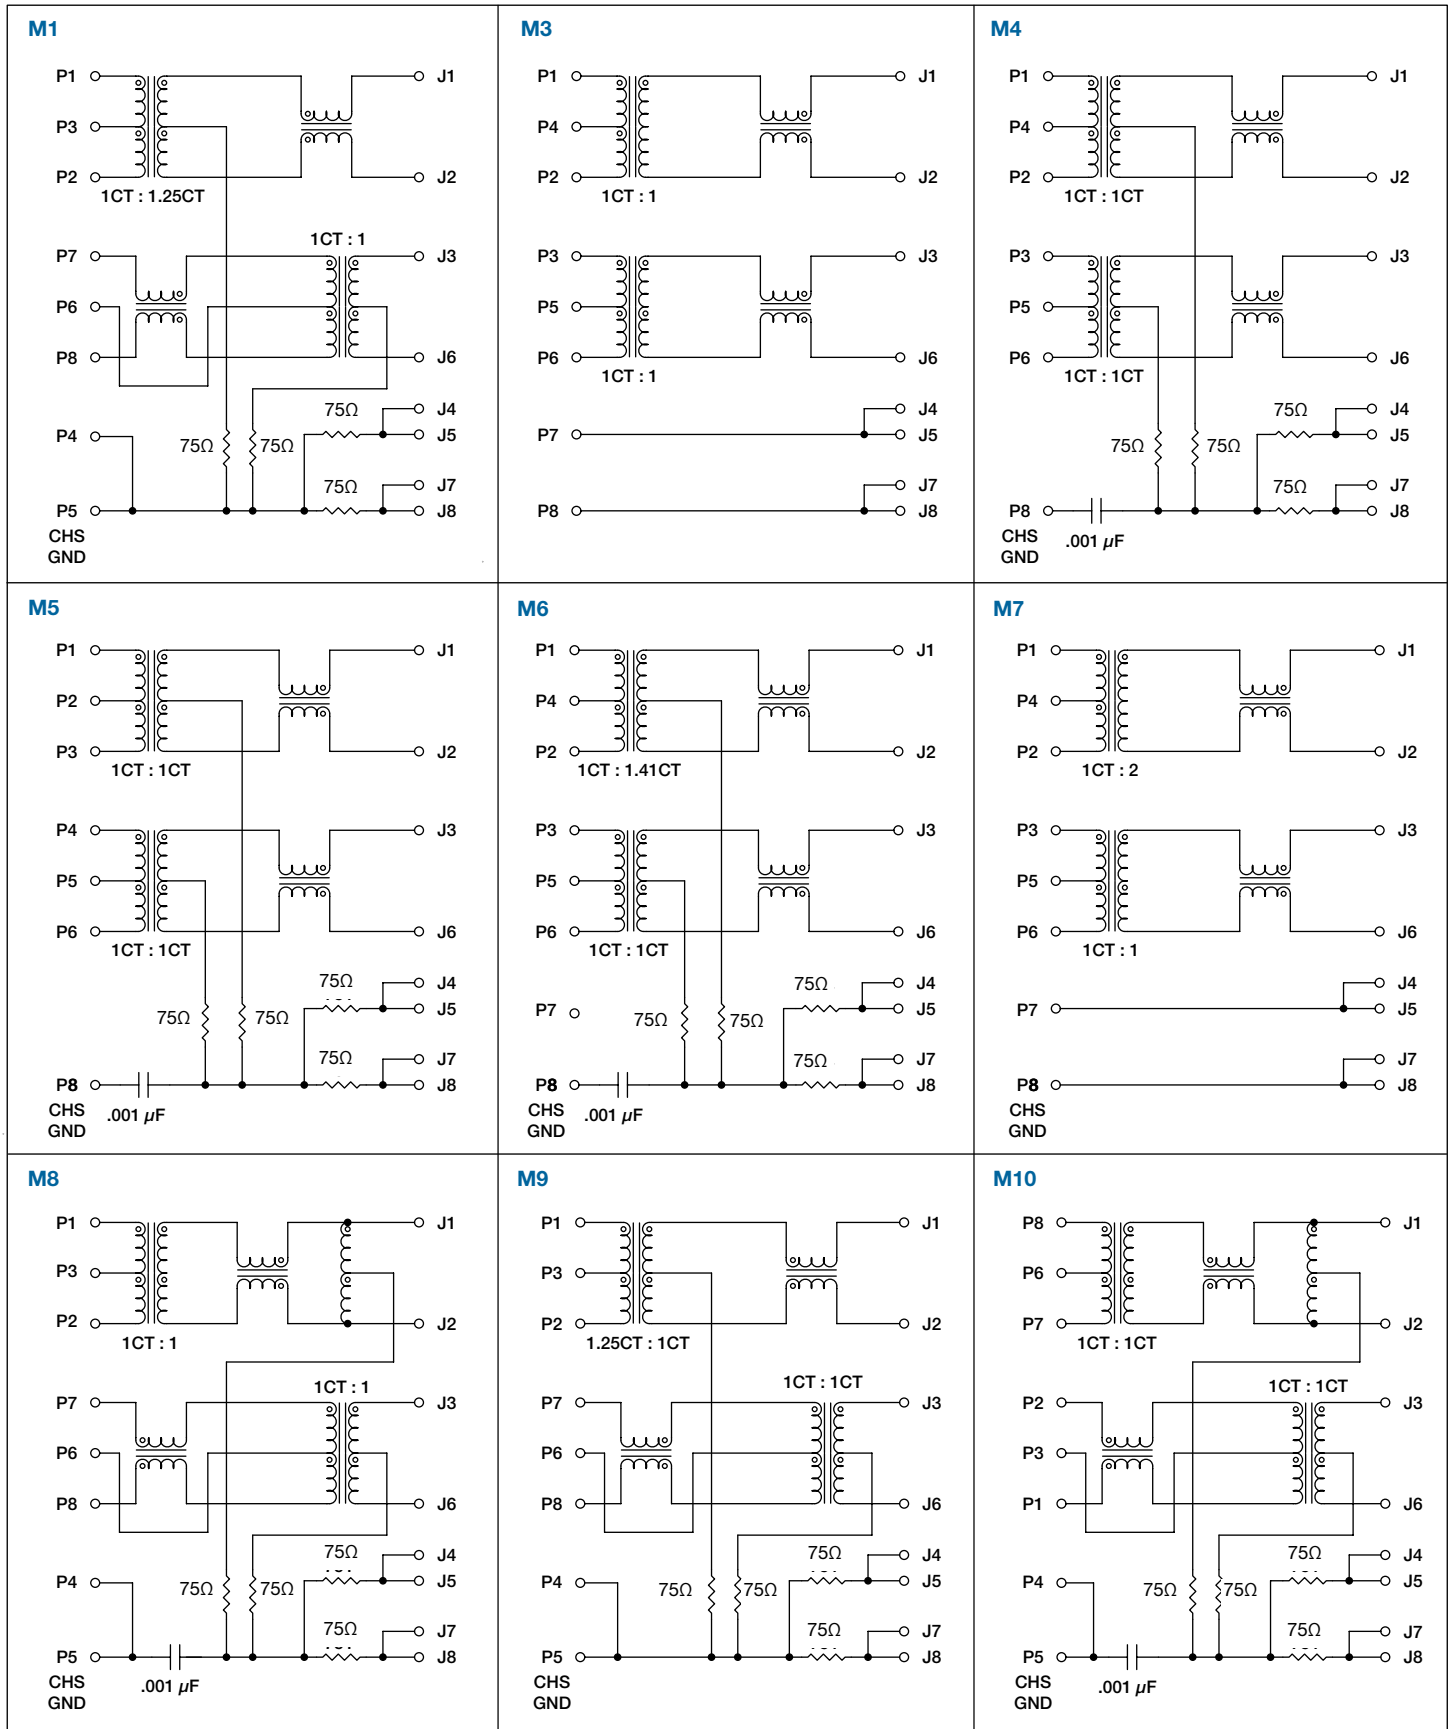 M1
P1
J1
P3
P2
J2
1CT : 1.25CT
1CT : 1
P7
J3
P6
P8
J6
75Ω
J4
P4
75Ω
75Ω
J5
75Ω
J7
P5
J8
CHS
GND
M3
P1
J1
P4
P2
J2
1CT : 1
P3
J3
P5
P6
J6
1CT : 1
J4
P7
J5
J7
P8
J8
M4
P1
J1
P4
P2
J2
1CT : 1CT
P3
J3
P5
P6
J6
1CT : 1CT
75Ω
J4
75Ω
75Ω
J5
75Ω
J7
P8
J8
CHS
GND
.001 µF
M5
P1
J1
P2
P3
J2
1CT : 1CT
P4
J3
P5
P6
J6
1CT : 1CT
75Ω
J4
75Ω
75Ω
J5
75Ω
J7
P8
J8
CHS
GND
.001 µF
M6
P1
J1
P4
P2
J2
1CT : 1.41CT
P3
J3
P5
P6
J6
1CT : 1CT
75Ω
J4
P7
75Ω
75Ω
J5
75Ω
J7
P8
J8
CHS
GND
.001 µF
M7
P1
J1
P4
P2
J2
1CT : 2
P3
J3
P5
P6
J6
1CT : 1
J4
P7
J5
J7
P8
J8
CHS
GND
M8
P1
J1
P3
P2
J2
1CT : 1
1CT : 1
P7
J3
P6
P8
J6
75Ω
J4
P4
75Ω
75Ω
J5
75Ω
J7
P5
J8
CHS
GND
.001 µF
M9
P1
J1
P3
P2
J2
1.25CT : 1CT
1CT : 1CT
P7
J3
P6
P8
J6
75Ω
J4
P4
75Ω
75Ω
J5
75Ω
J7
P5
J8
CHS
GND
M10
P8
J1
P6
P7
J2
1CT : 1CT
1CT : 1CT
P2
J3
P3
P1
J6
75Ω
J4
P4
75Ω
75Ω
J5
75Ω
J7
P5
J8
CHS
GND
.001 µF